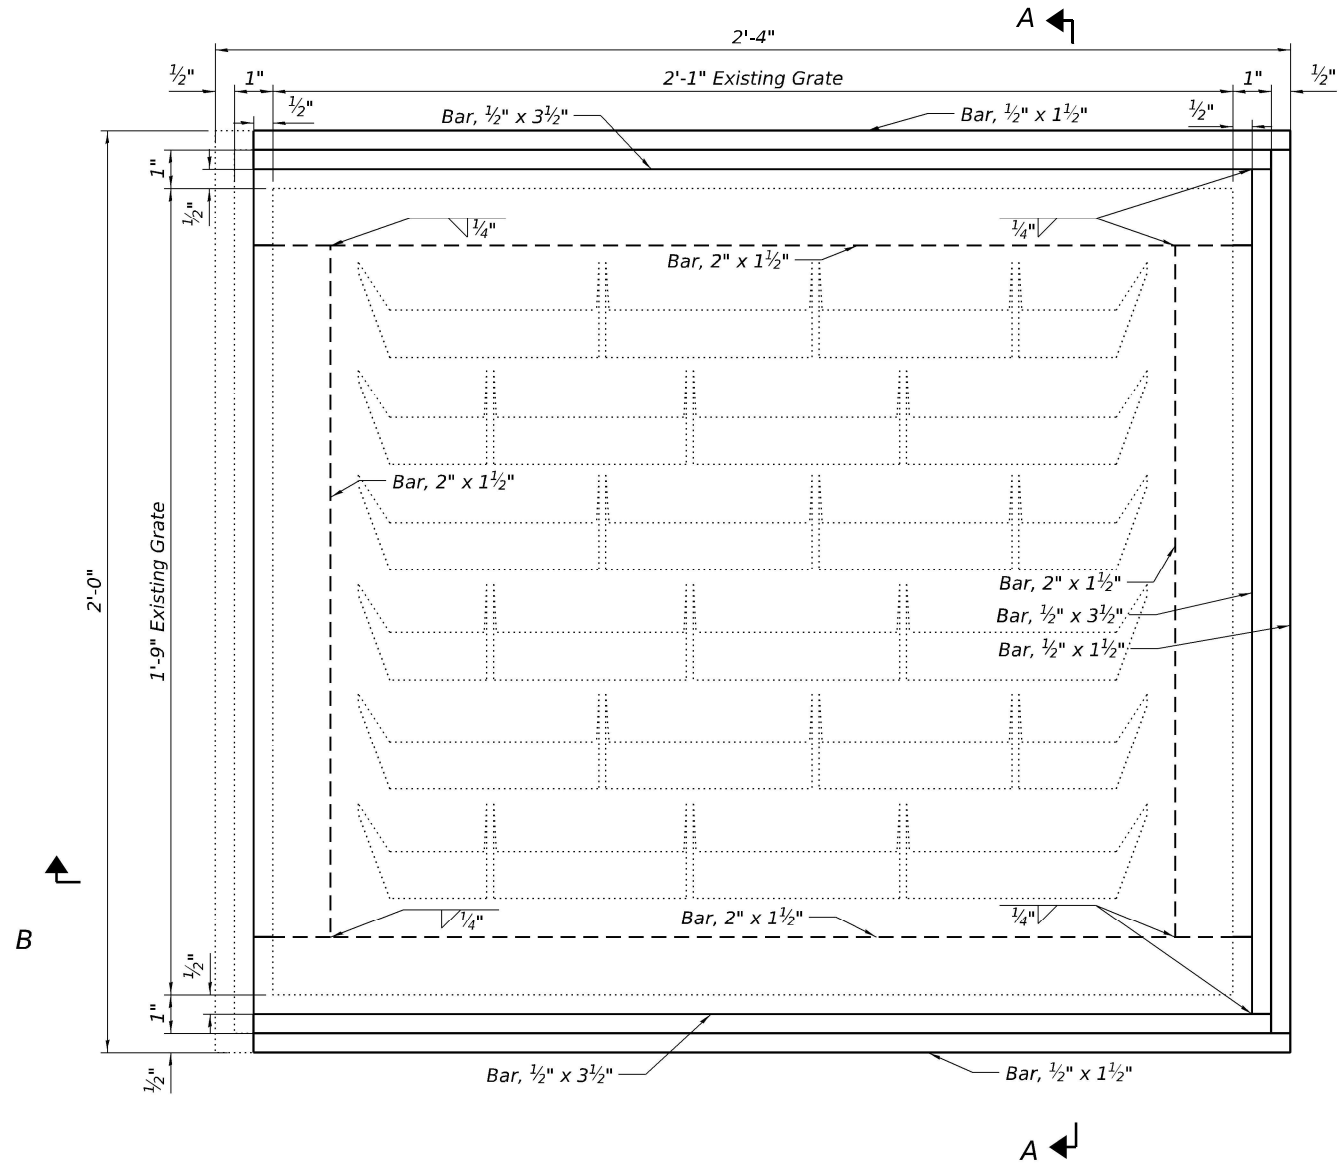 A
2'-4"
½" 1" 2'-1" Existing Grate 1" ½"
½" Bar, ½" x 3½" Bar, ½" x 1½" ½"
1"
½"
¼" ¼"
Bar, 2" x 1½"
Bar, 2" x 1½"
1'-9" Existing Grate
2'-0"
Bar, 2" x 1½"
Bar, ½" x 3½"
Bar, ½" x 1½"
¼" Bar, 2" x 1½" ¼"
B
½"
1"
½"
Bar, ½" x 3½" Bar, ½" x 1½"
A